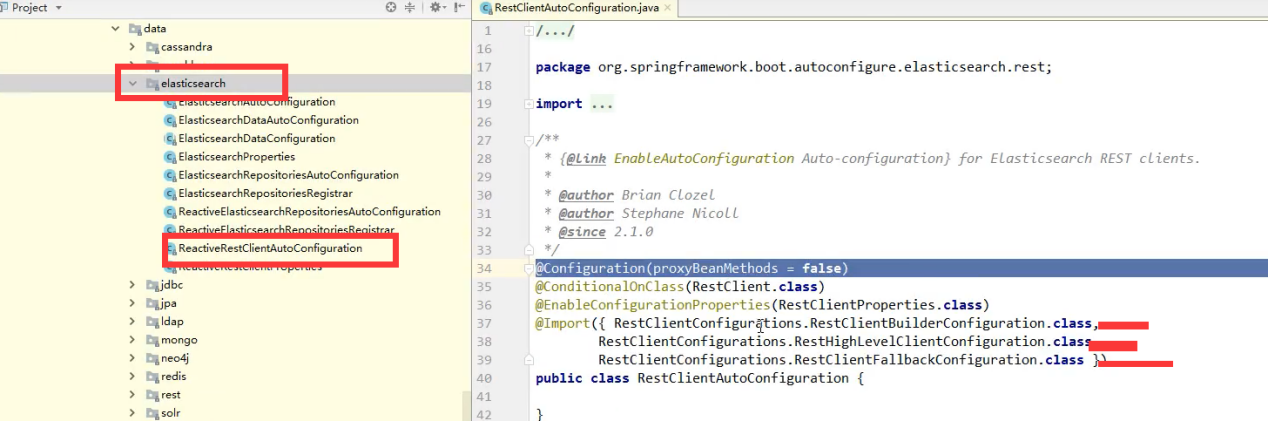 Project
data
cassandra
elasticsearch
ElasticsearchAutoConfiguration
ElasticsearchDataAutoConfiguration
ElasticsearchDataConfiguration
ElasticsearchProperties
ElasticsearchRepositoriesAutoConfiguration
ElasticsearchRepositoriesRegistrar
ReactiveElasticsearchRepositoriesAutoConfiguration
ReactiveElasticsearchRepositoriesRegistrar
ReactiveRestClientAutoConfiguration
ReactiveRestClientProperties
jdbc
jpa
ldap
mongo
neo4j
redis
rest
solr
RestClientAutoConfiguration.java
1 /.../
16
17 package org.springframework.boot.autoconfigure.elasticsearch.rest;
18
19 import ...
26
27 /**
28 * {@link EnableAutoConfiguration Auto-configuration} for Elasticsearch REST clients.
29 *
30 * @author Brian Clozel
31 * @author Stephane Nicoll
32 * @since 2.1.0
33 */
34 @Configuration(proxyBeanMethods = false)
35 @ConditionalOnClass(RestClient.class)
36 @EnableConfigurationProperties(RestClientProperties.class)
37 @Import({ RestClientConfigurations.RestClientBuilderConfiguration.class,
38 RestClientConfigurations.RestHighLevelClientConfiguration.class
39 RestClientConfigurations.RestClientFallbackConfiguration.class })
40 public class RestClientAutoConfiguration {
41
42 }